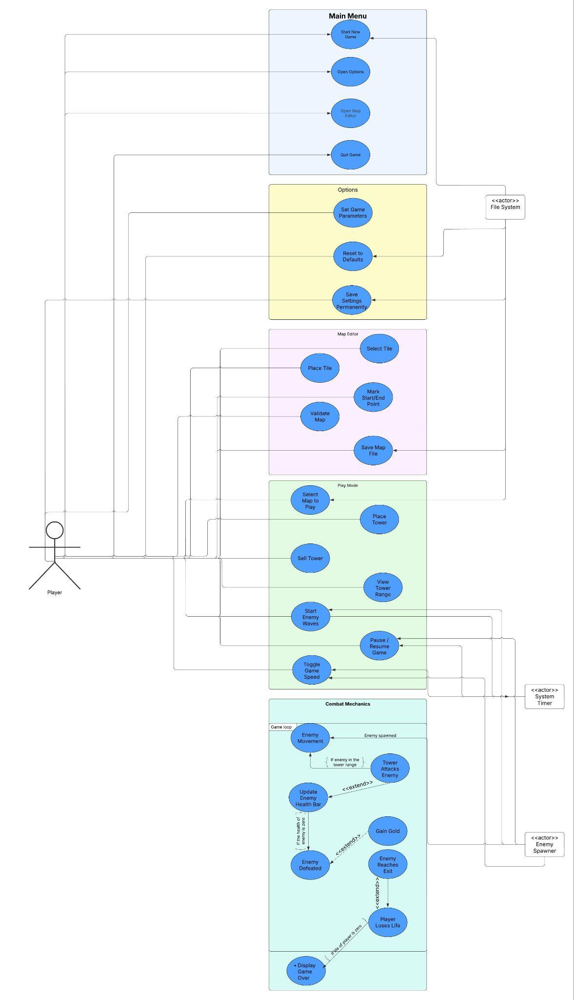 Main Menu
Start New
Game
Open Options
Open Map
Editor
Quit Game
Options
<<actor>>
File System
Set Game
Parameters
Reset to
Defaults
Save
Settings
Permanently
Map Editor
Select Tile
Place Tile
Mark
Start/End
Point
Validate
Map
Save Map
File
Play Mode
Select
Map to
Play
Place
Tower
Sell Tower
View
Tower
Range
Player
Start
Enemy
Waves
Pause /
Resume
Game
Toggle
Game
Speed
<<actor>>
System
Timer
Combat Mechanics
Game loop
Enemy
Movement
Enemy spawned
If enemy in the
tower range
Tower
Attacks
Enemy
<<extend>>
Update
Enemy
Health Bar
If the health of
enemy is zero
Gain Gold
<<extend>>
<<actor>>
Enemy
Spawner
Enemy
Defeated
Enemy
Reaches
Exit
<<extend>>
Player
Loses Life
If life of player is zero
• Display
Game
Over